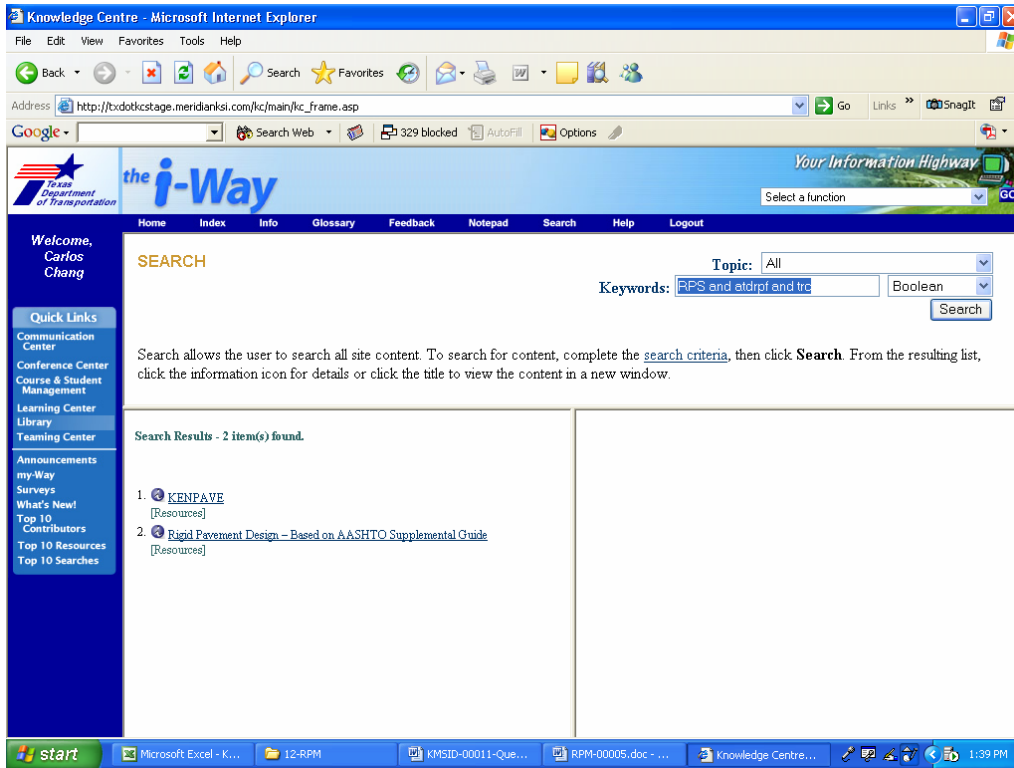 Knowledge Centre - Microsoft Internet Explorer
File Edit View Favorites Tools Help
Back Search Favorites
Address http://txdotkcstage.meridianksi.com/kc/main/kc_frame.asp Go Links » SnagIt
Google Search Web 329 blocked AutoFill Options
Texas
Department
of Transportation
the i-Way
Your Information Highway
Select a function GO
Home Index Info Glossary Feedback Notepad Search Help Logout
Welcome,
Carlos
Chang
Quick Links
Communication
Center
Conference Center
Course & Student
Management
Learning Center
Library
Teaming Center
Announcements
my-Way
Surveys
What's New!
Top 10
Contributors
Top 10 Resources
Top 10 Searches
SEARCH
Topic: All
Keywords: RPS and atdrpf and trc Boolean
Search
Search allows the user to search all site content. To search for content, complete the search criteria, then click Search. From the resulting list,
click the information icon for details or click the title to view the content in a new window.
Search Results - 2 item(s) found.
1. KENPAVE
[Resources]
2. Rigid Pavement Design – Based on AASHTO Supplemental Guide
[Resources]
start Microsoft Excel - K... 12-RPM KMSID-00011-Que... RPM-00005.doc - ... Knowledge Centre... 1:39 PM